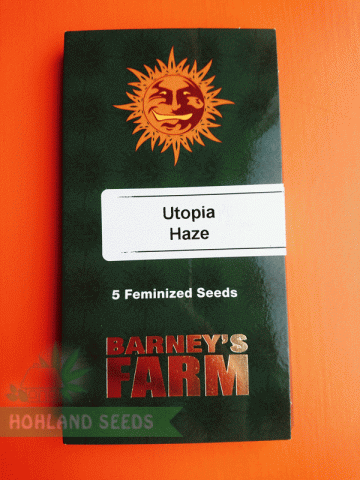 Utopia
Haze
5 Feminized Seeds
BARNEY'S
FARM
HOHLAND SEEDS